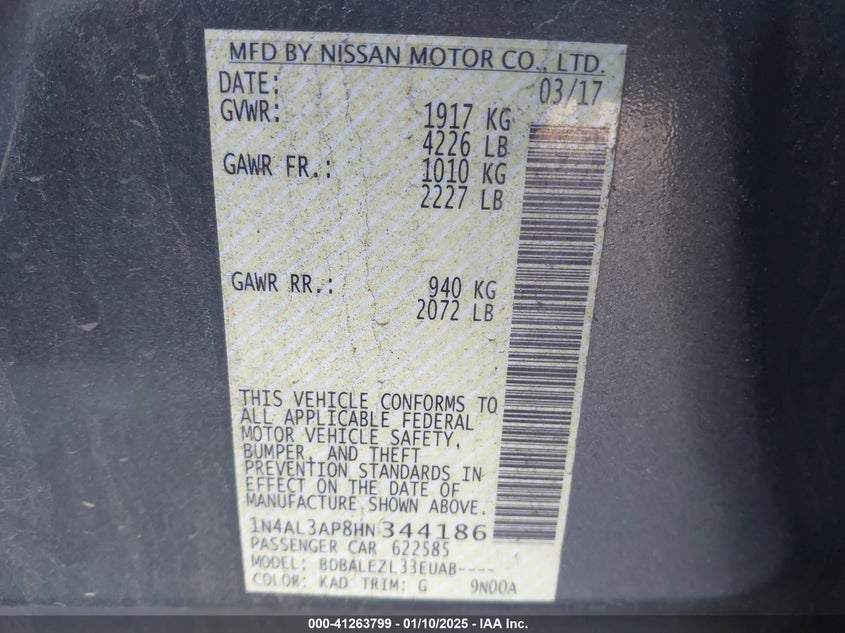 MFD BY NISSAN MOTOR CO., LTD.
DATE: 03/17
GVWR: 1917 KG
4226 LB
GAWR FR.: 1010 KG
2227 LB
GAWR RR.: 940 KG
2072 LB
THIS VEHICLE CONFORMS TO
ALL APPLICABLE FEDERAL
MOTOR VEHICLE SAFETY,
BUMPER, AND THEFT
PREVENTION STANDARDS IN
EFFECT ON THE DATE OF
MANUFACTURE SHOWN ABOVE.
1N4AL3AP8HN344186
PASSENGER CAR 622585
MODEL: BDBALEZL33EUAB----
COLOR: KAD TRIM: G 9N00A
000-41263799 - 01/10/2025 - IAA Inc.